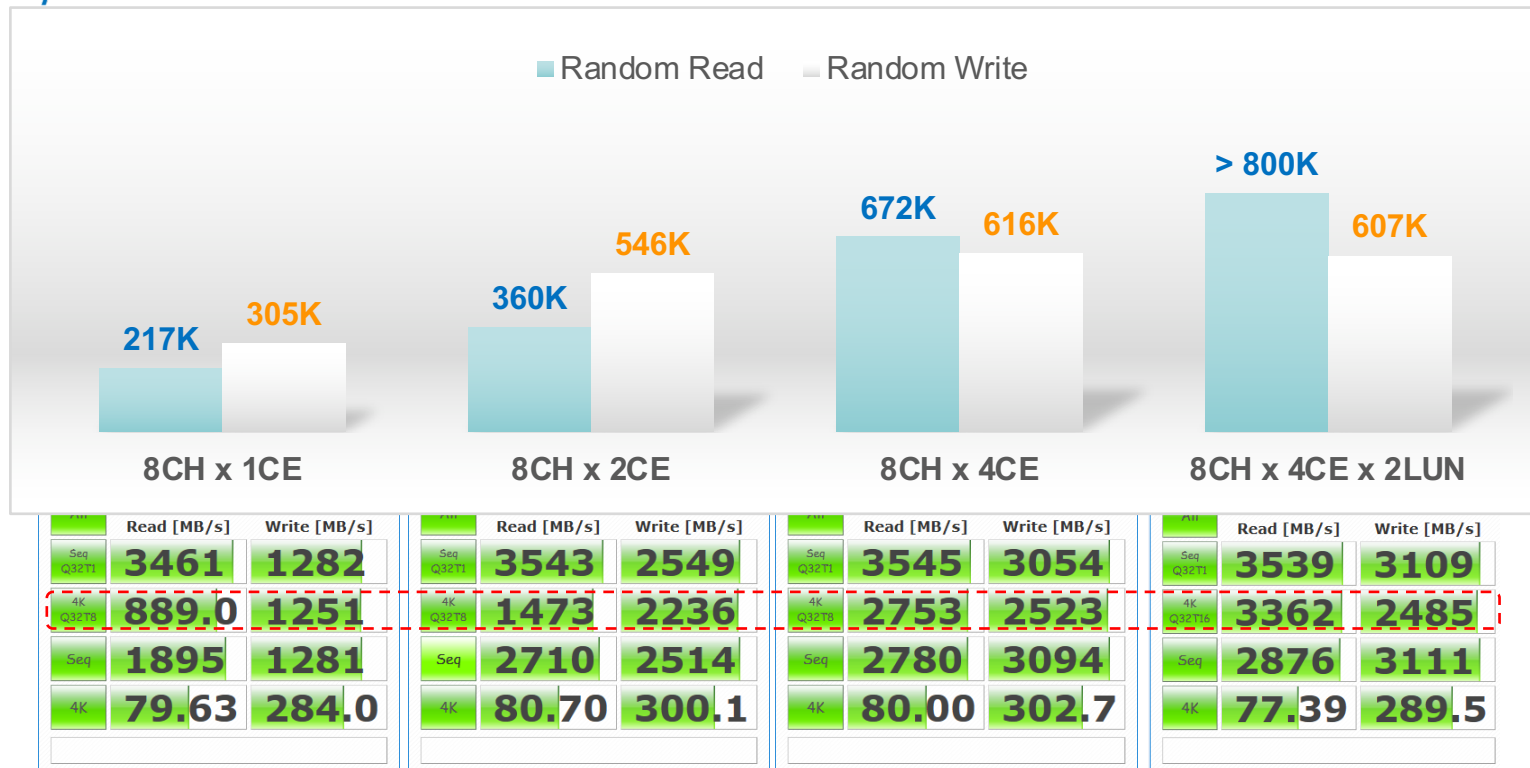 Random Read Random Write
> 800K
672K 616K 607K
546K
360K
305K
217K
8CH x 1CE 8CH x 2CE 8CH x 4CE 8CH x 4CE x 2LUN
All Read [MB/s] Write [MB/s]
Seq Q32T1 3461 1282
4K Q32T8 889.0 1251
Seq 1895 1281
4K 79.63 284.0
All Read [MB/s] Write [MB/s]
Seq Q32T1 3543 2549
4K Q32T8 1473 2236
Seq 2710 2514
4K 80.70 300.1
All Read [MB/s] Write [MB/s]
Seq Q32T1 3545 3054
4K Q32T8 2753 2523
Seq 2780 3094
4K 80.00 302.7
All Read [MB/s] Write [MB/s]
Seq Q32T1 3539 3109
4K Q32T16 3362 2485
Seq 2876 3111
4K 77.39 289.5